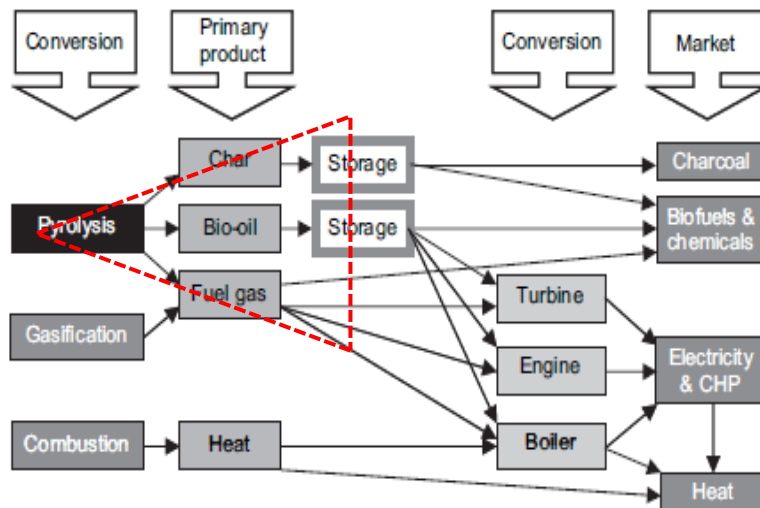 Conversion
Primary
product
Conversion
Market
Char
Storage
Charcoal
Pyrolysis
Bio-oil
Storage
Biofuels &
chemicals
Fuel gas
Turbine
Gasification
Engine
Electricity
& CHP
Combustion
Heat
Boiler
Heat